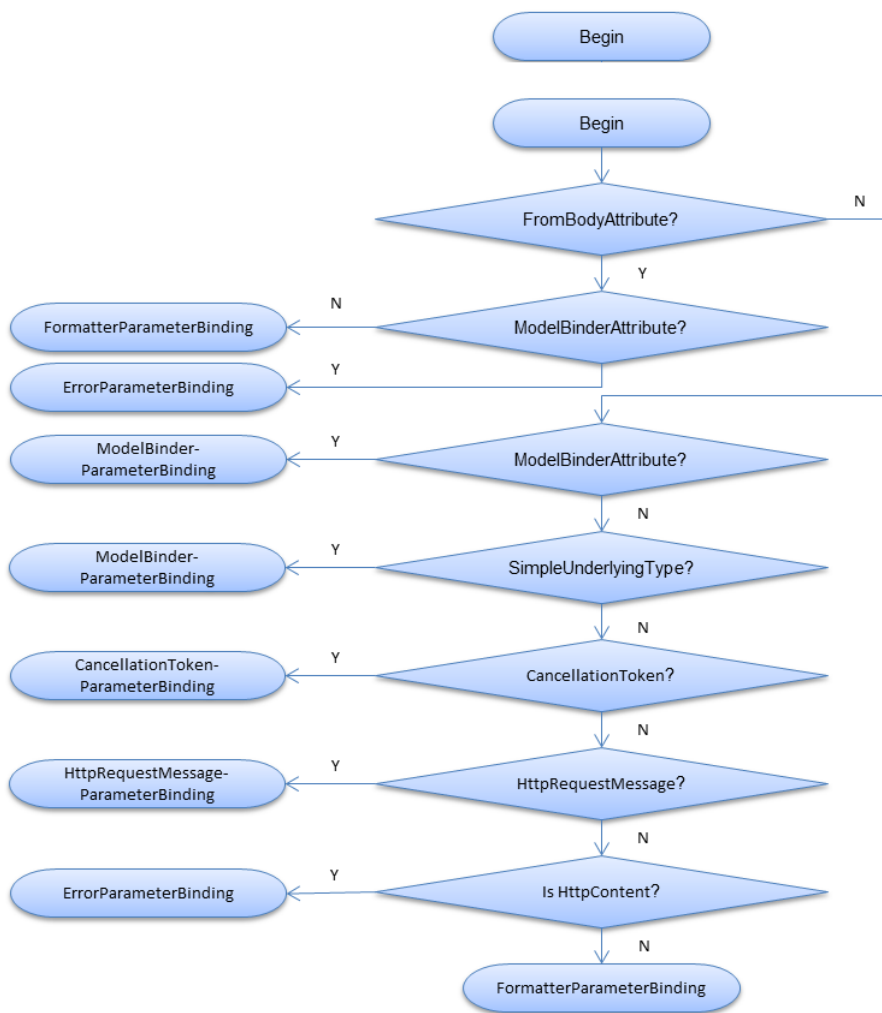 Begin
Begin
FromBodyAttribute?
N
Y
N
FormatterParameterBinding
ModelBinderAttribute?
Y
ErrorParameterBinding
ModelBinder-
ParameterBinding
Y
ModelBinderAttribute?
N
ModelBinder-
ParameterBinding
Y
SimpleUnderlyingType?
N
CancellationToken-
ParameterBinding
Y
CancellationToken?
N
HttpRequestMessage-
ParameterBinding
Y
HttpRequestMessage?
N
ErrorParameterBinding
Y
Is HttpContent?
N
FormatterParameterBinding